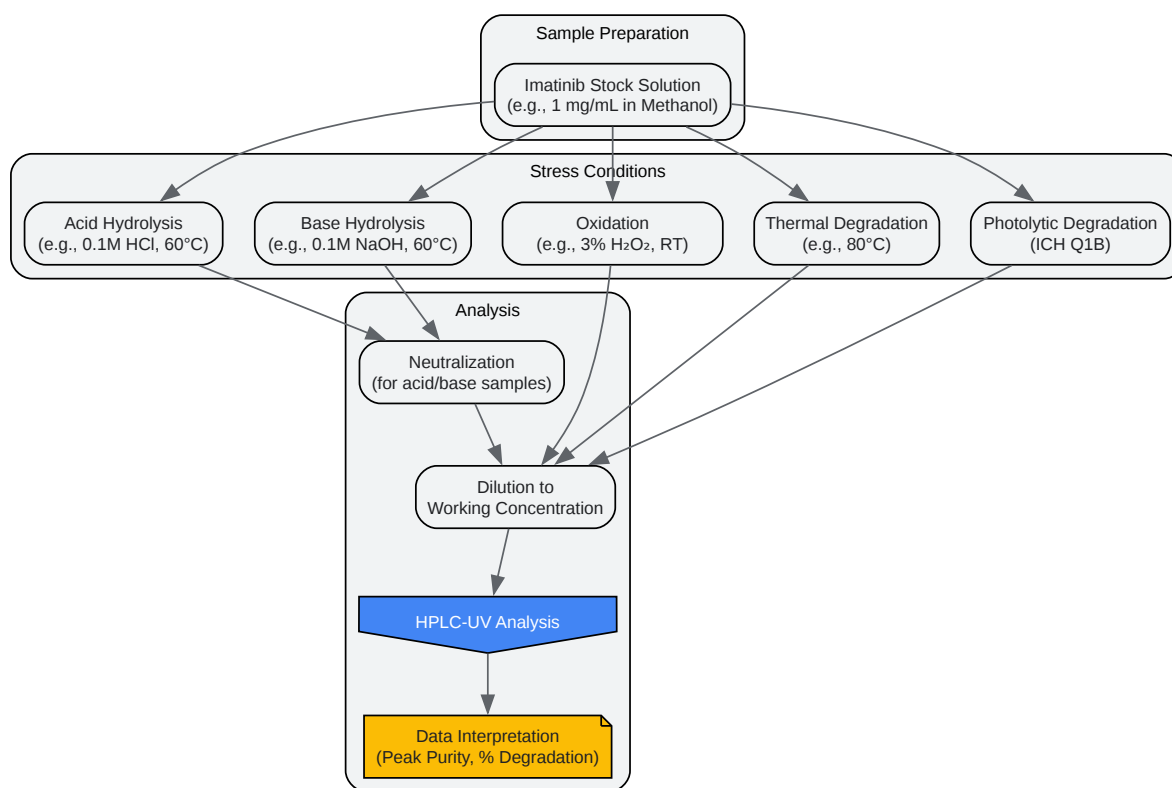 Sample Preparation
Imatinib Stock Solution
(e.g., 1 mg/mL in Methanol)
Stress Conditions
Acid Hydrolysis
(e.g., 0.1M HCl, 60°C)
Base Hydrolysis
(e.g., 0.1M NaOH, 60°C)
Oxidation
(e.g., 3% H₂O₂, RT)
Thermal Degradation
(e.g., 80°C)
Photolytic Degradation
(ICH Q1B)
Analysis
Neutralization
(for acid/base samples)
Dilution to
Working Concentration
HPLC-UV Analysis
Data Interpretation
(Peak Purity, % Degradation)